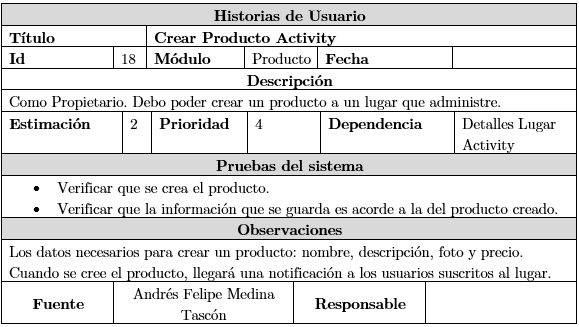 Historias de Usuario
Título Crear Producto Activity
Id 18 Módulo Producto Fecha
Descripción
Como Propietario. Debo poder crear un producto a un lugar que administre.
Estimación 2 Prioridad 4 Dependencia Detalles Lugar
Activity
Pruebas del sistema
• Verificar que se crea el producto.
• Verificar que la información que se guarda es acorde a la del producto creado.
Observaciones
Los datos necesarios para crear un producto: nombre, descripción, foto y precio.
Cuando se cree el producto, llegará una notificación a los usuarios suscritos al lugar.
Fuente Andrés Felipe Medina Responsable
Tascón